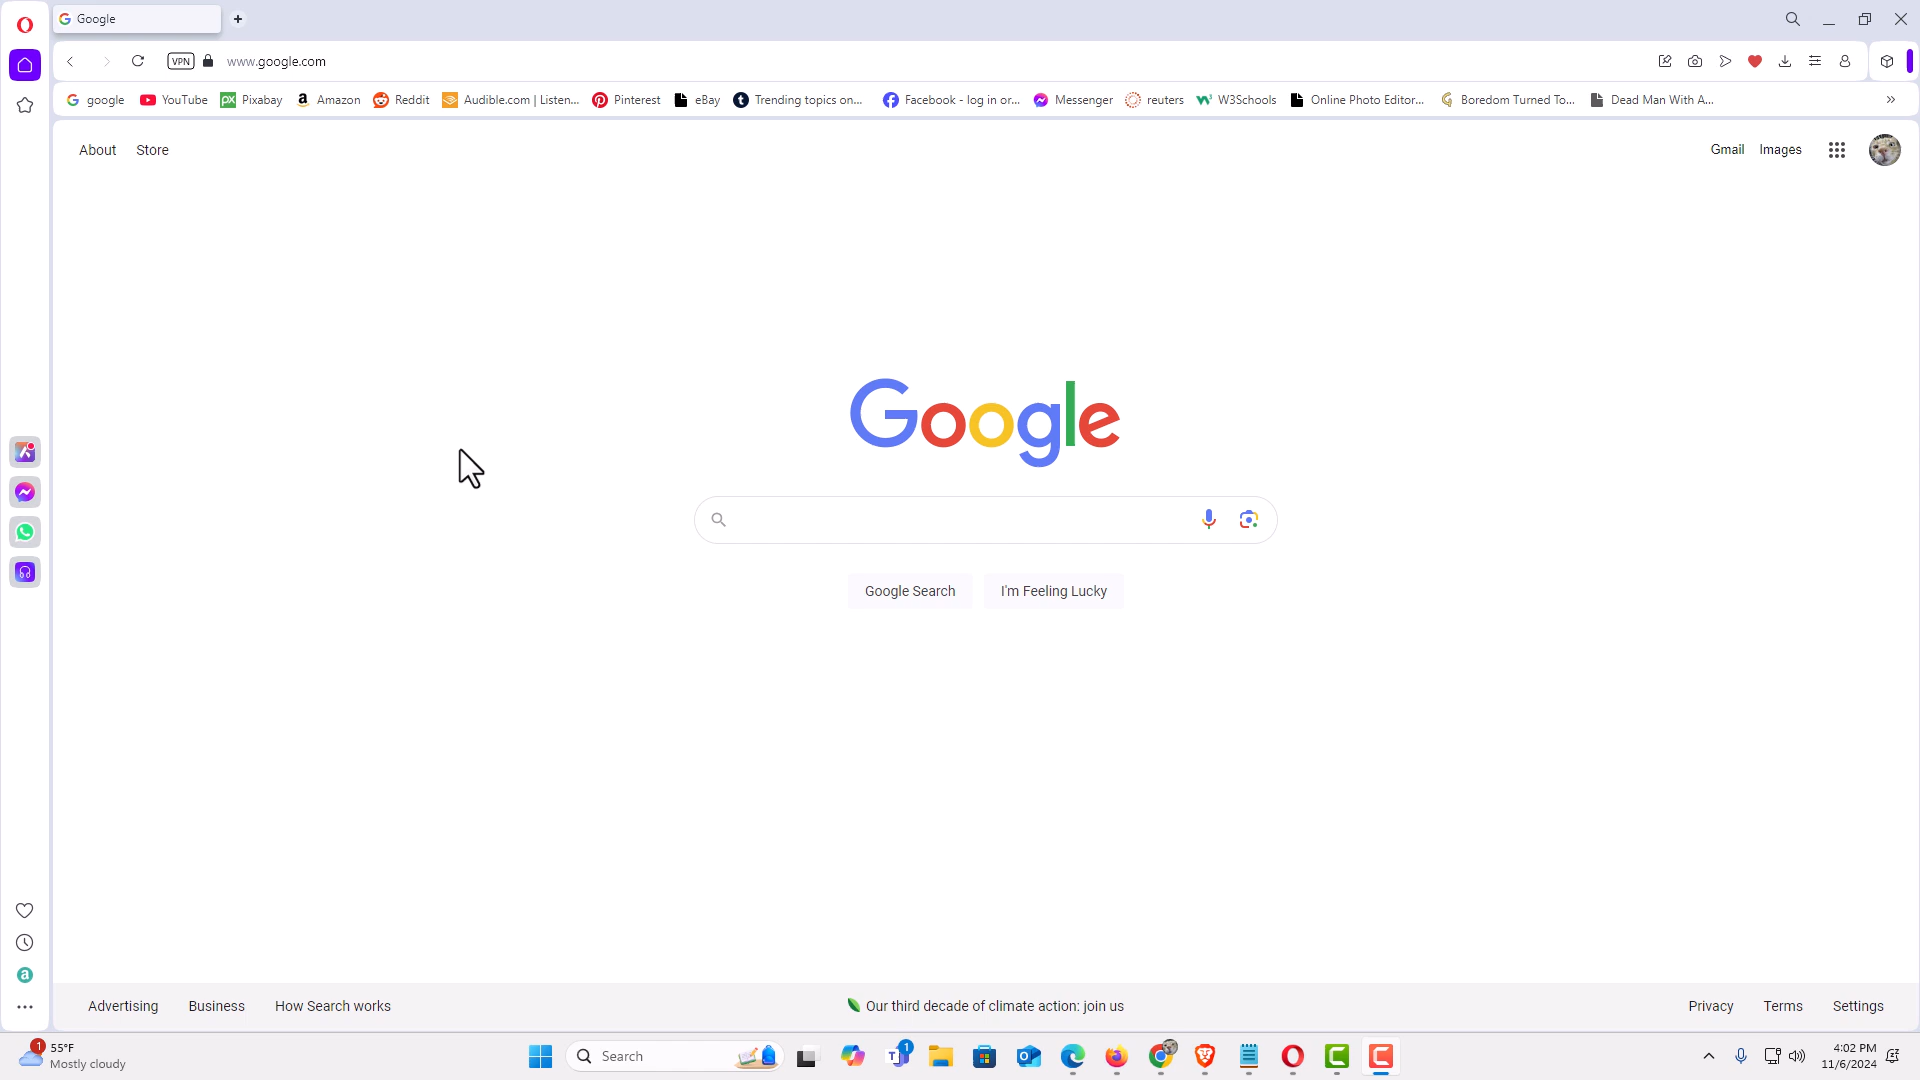 Google
VPN www.google.com
google YouTube Pixabay Amazon Reddit Audible.com | Listen... Pinterest eBay Trending topics on... Facebook - log in or... Messenger reuters W3Schools Online Photo Editor... Boredom Turned To... Dead Man With A...
About Store Gmail Images
Google
Google Search I'm Feeling Lucky
Advertising Business How Search works Our third decade of climate action: join us Privacy Terms Settings
1 55°F
Mostly cloudy
Search
1
4:02 PM
11/6/2024